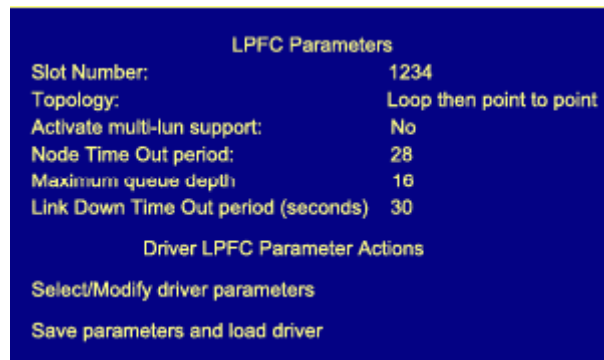 LPFC Parameters
Slot Number: 1234
Topology: Loop then point to point
Activate multi-lun support: No
Node Time Out period: 28
Maximum queue depth 16
Link Down Time Out period (seconds) 30
Driver LPFC Parameter Actions
Select/Modify driver parameters
Save parameters and load driver